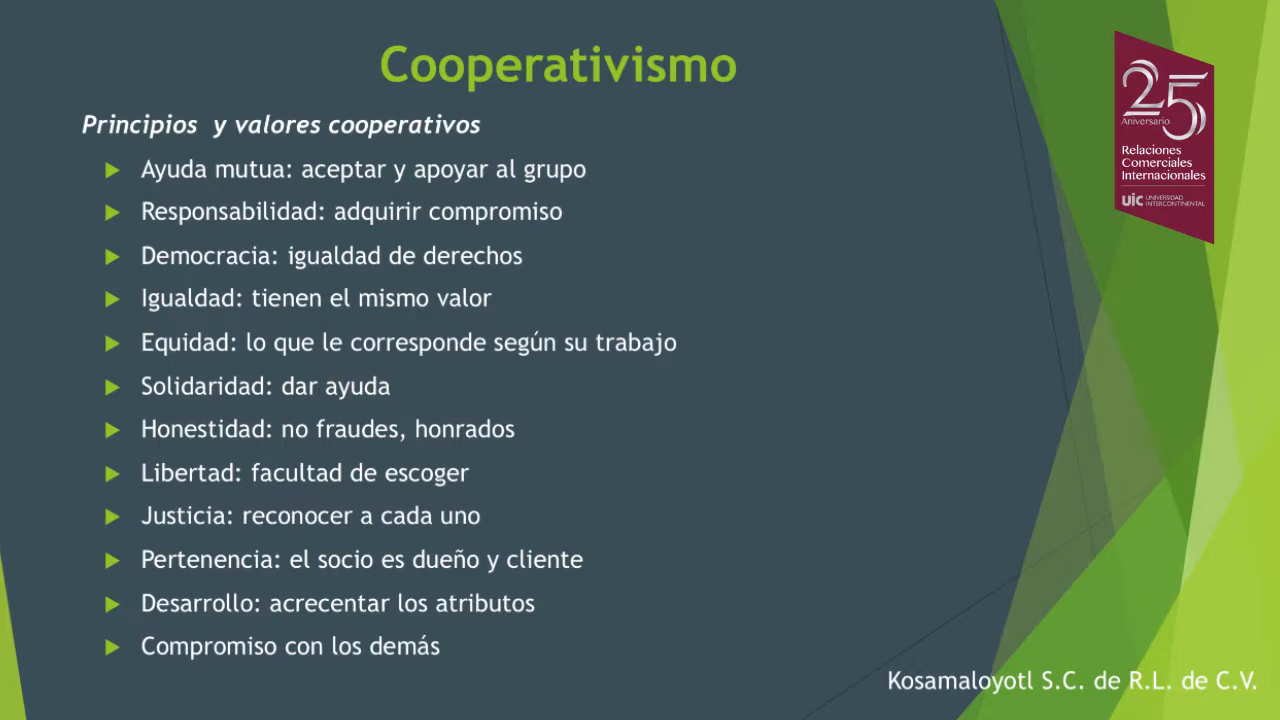 Cooperativismo
Principios y valores cooperativos
Ayuda mutua: aceptar y apoyar al grupo
Responsabilidad: adquirir compromiso
Democracia: igualdad de derechos
Igualdad: tienen el mismo valor
Equidad: lo que le corresponde según su trabajo
Solidaridad: dar ayuda
Honestidad: no fraudes, honrados
Libertad: facultad de escoger
Justicia: reconocer a cada uno
Pertenencia: el socio es dueño y cliente
Desarrollo: acrecentar los atributos
Compromiso con los demás
25
Aniversario
Relaciones
Comerciales
Internacionales
UIC UNIVERSIDAD
INTERCONTINENTAL
Kosamaloyotl S.C. de R.L. de C.V.